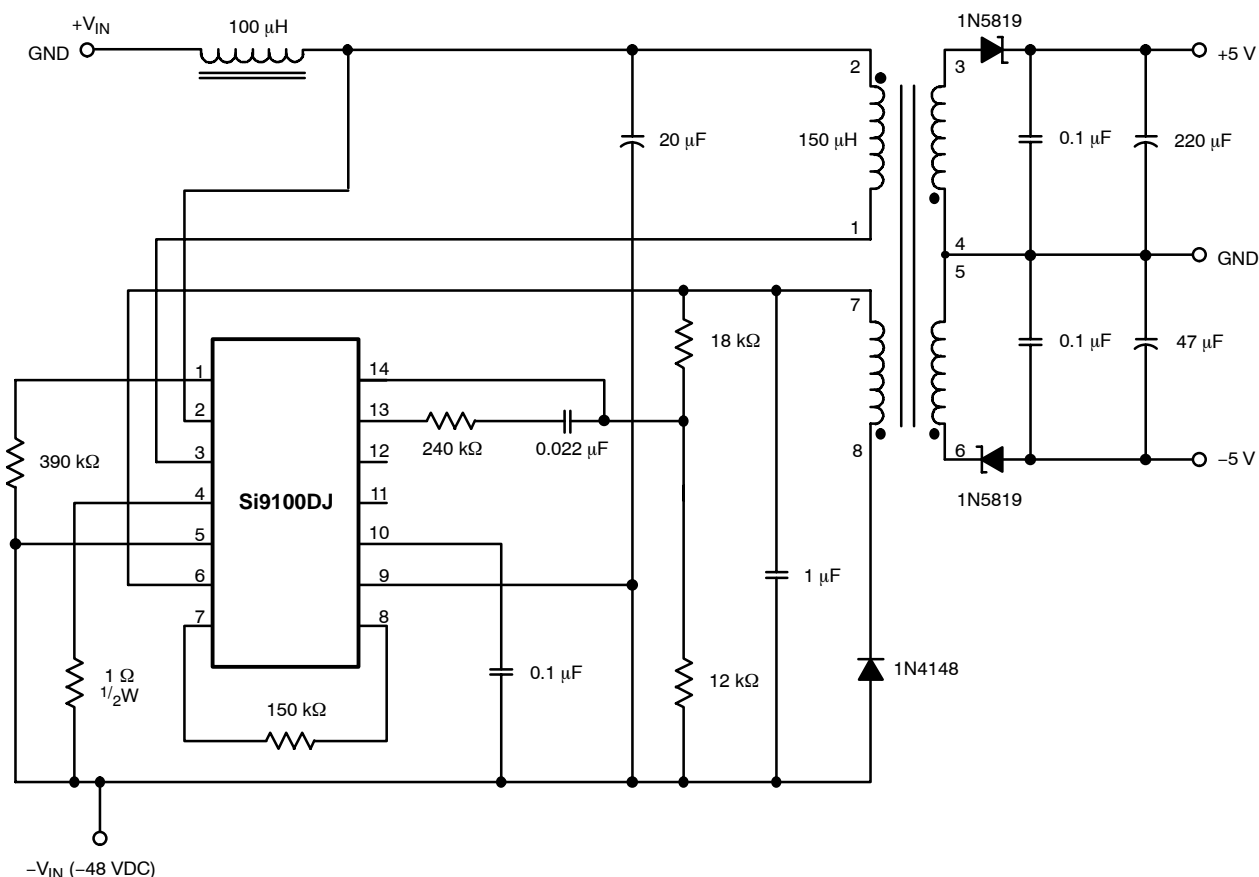 +VIN
GND
100 µH
1N5819
+5 V
2
3
150 µH
20 µF
0.1 µF
220 µF
1
4
GND
5
7
18 kΩ
0.1 µF
47 µF
1
14
2
13
240 kΩ
0.022 µF
8
6
−5 V
390 kΩ
3
12
1N5819
4
Si9100DJ
11
5
10
6
9
1 µF
7
8
1 Ω
1/2W
0.1 µF
12 kΩ
1N4148
150 kΩ
−VIN (−48 VDC)